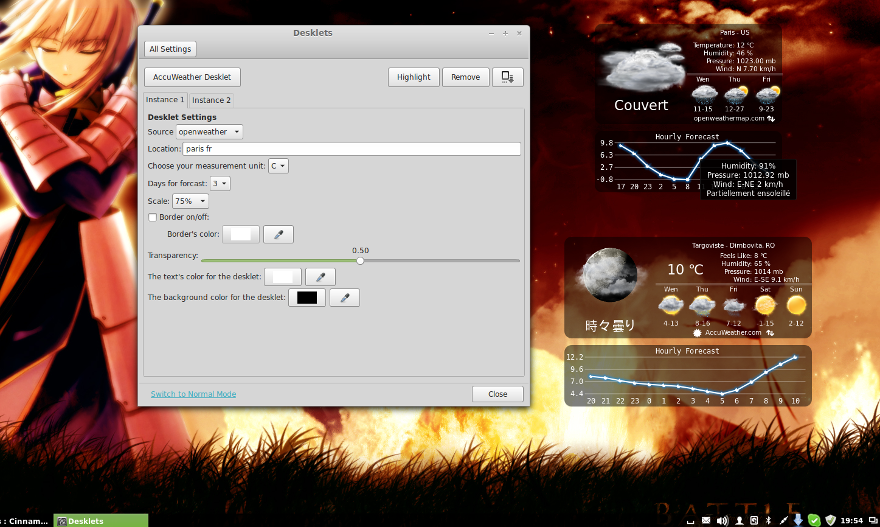 Desklets
All Settings
AccuWeather Desklet
Highlight
Remove
Instance 1
Instance 2
Desklet Settings
Source openweather
Location: paris fr
Choose your measurement unit: C
Days for forcast: 3
Scale: 75%
Border on/off:
Border's color:
0.50
Transparency:
The text's color for the desklet:
The background color for the desklet:
Switch to Normal Mode
Close
Paris - US
Temperature: 12 °C
Humidity: 46 %
Pressure: 1023.00 mb
Wind: N 7.70 km/h
Couvert
Wed Thu Fri
11-15 12-27 9-23
openweathermap.com
Hourly Forecast
9.8
6.3
2.7
-0.8
17 20 23 2 5 8
Humidity: 91%
Pressure: 1012.92 mb
Wind: E-NE 2 km/h
Partiellement ensoleillé
Targoviste - Dimbovita, RO
Feels Like: 8 °C
Humidity: 65 %
Pressure: 1014 mb
Wind: E-SE 9.1 km/h
10 °C
時々曇り
Wed Thu Fri Sat Sun
4-13 8-16 7-12 1-15 2-12
AccuWeather.com
Hourly Forecast
12.2
9.6
7.0
4.4
20 21 22 23 0 1 2 3 4 5 6 7 8 9 10
BATTLE
s : Cinnam...
Desklets
19:54